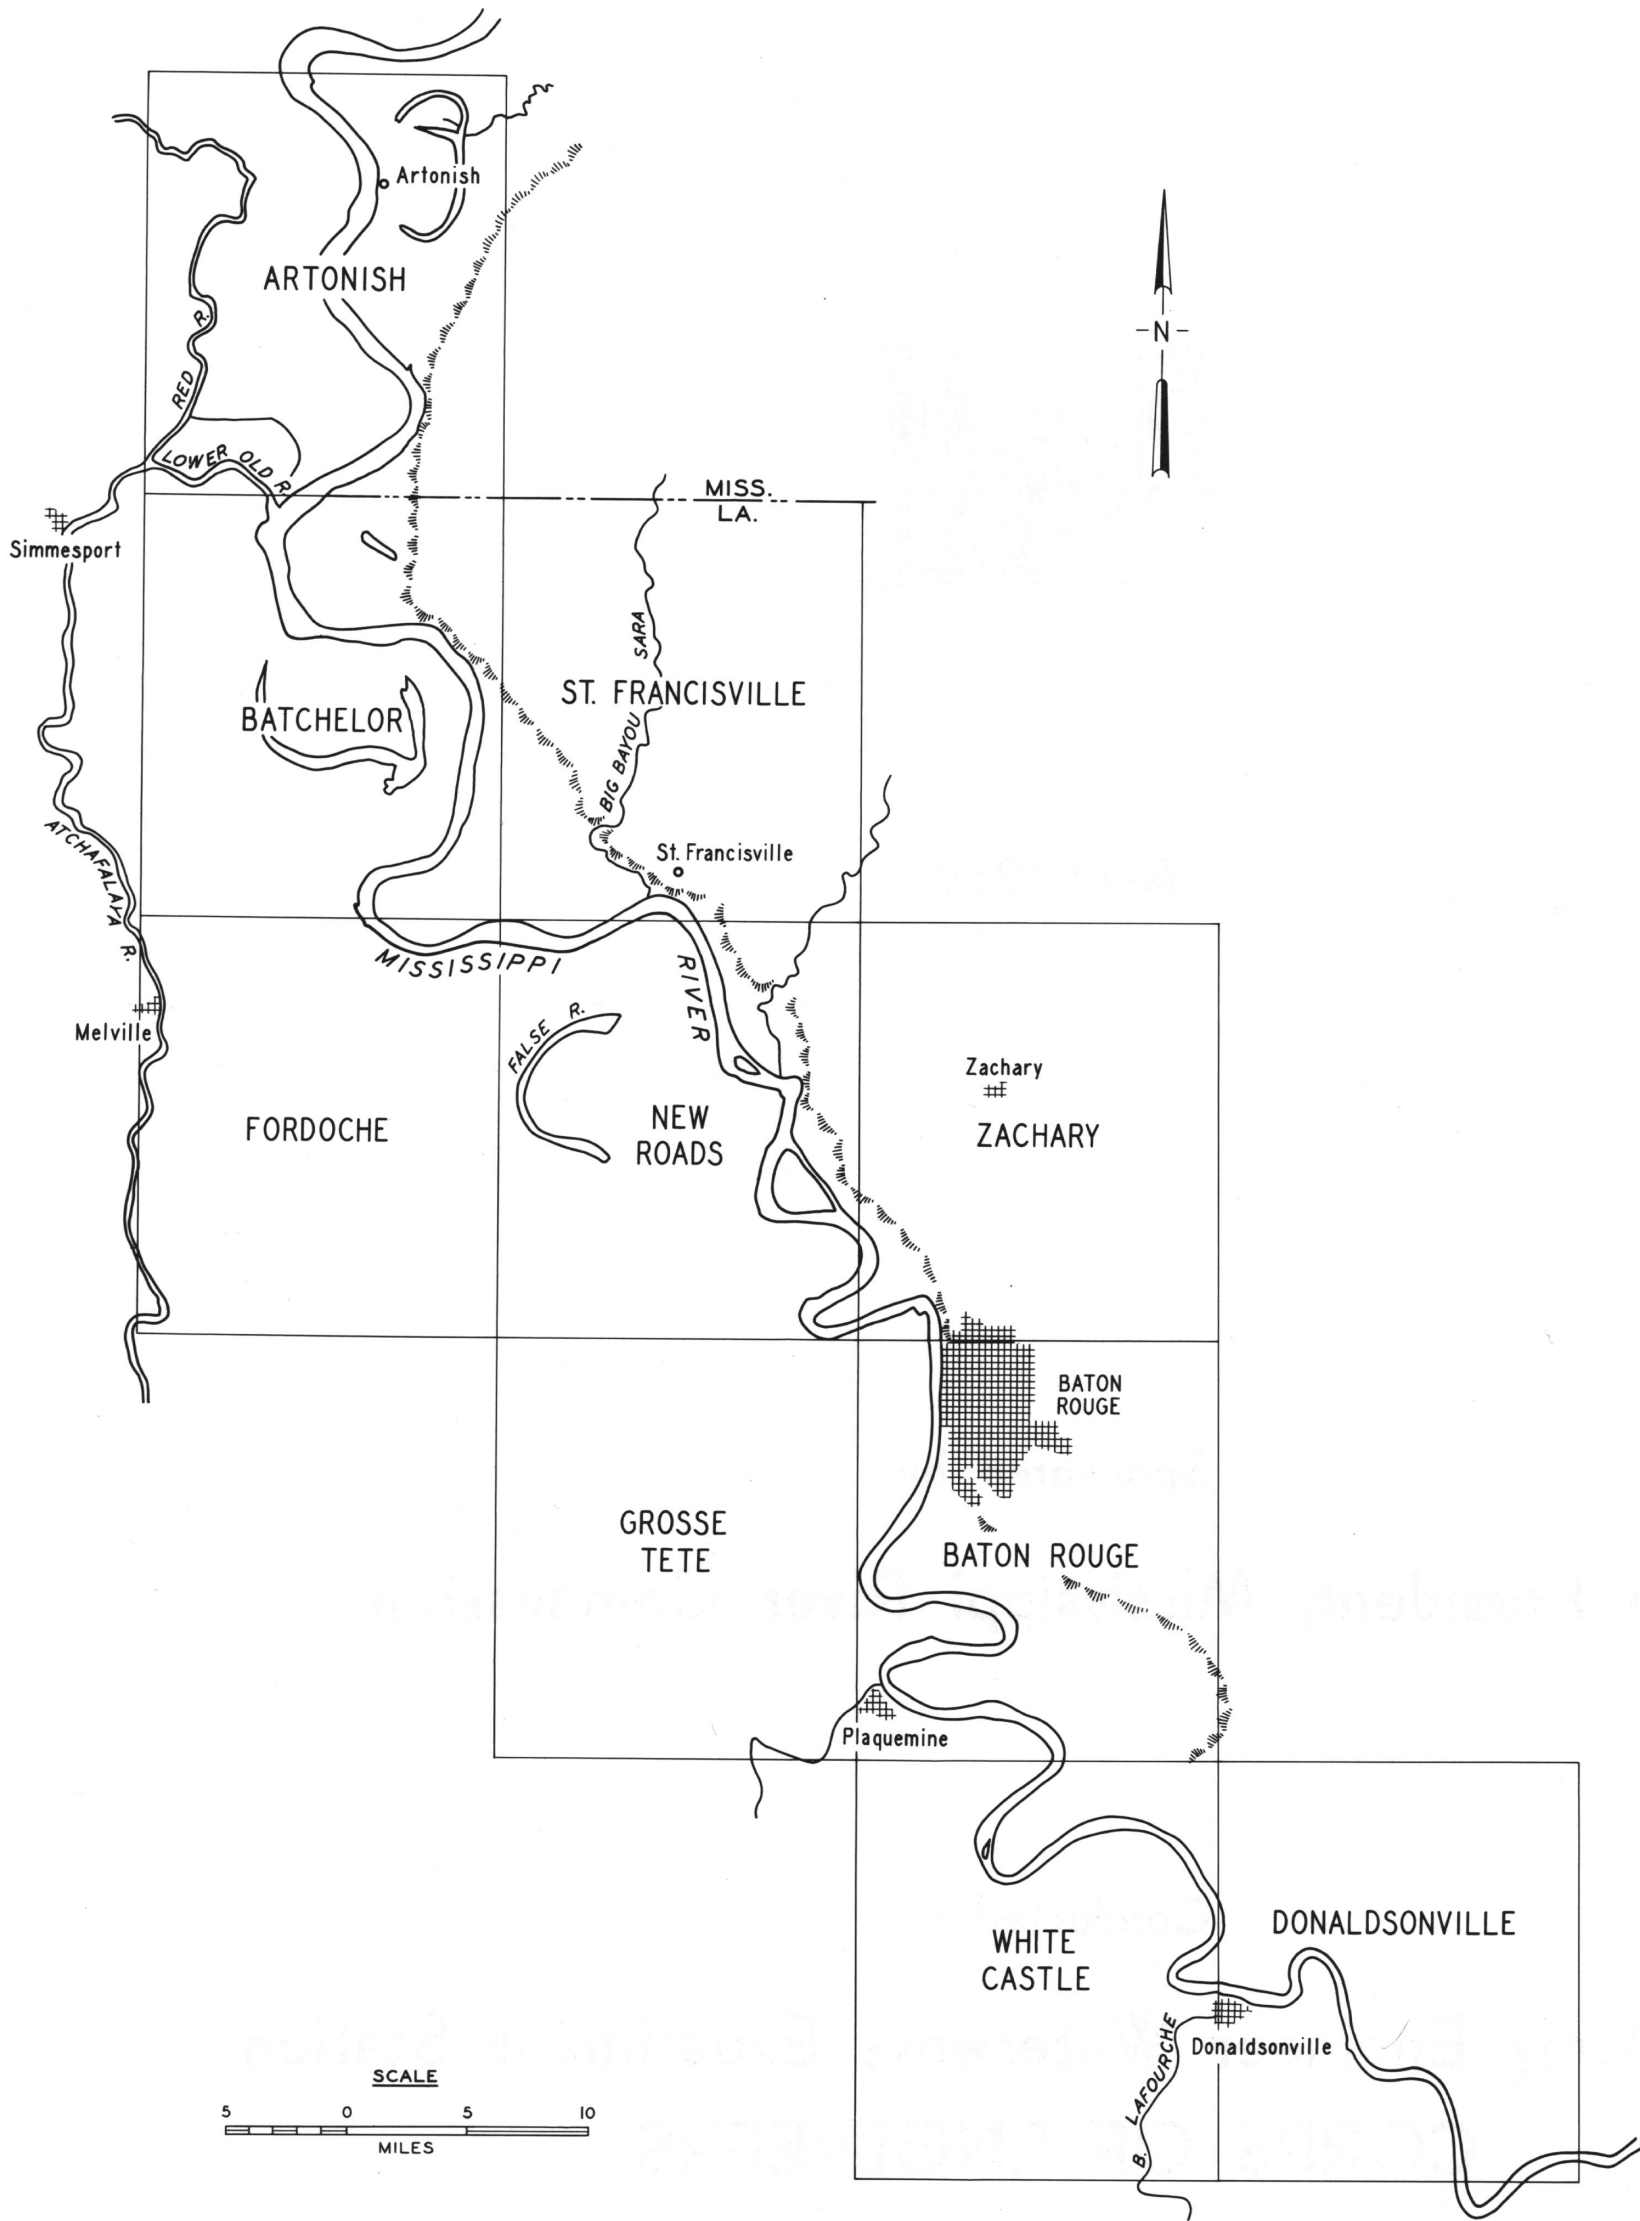 Artonish
ARTONISH
-N-
RED R.
LOWER OLD R.
MISS.
LA.
Simmesport
SARA
BIG BAYOU
ST. FRANCISVILLE
BATCHELOR
St. Francisville
ATCHAFALAYA R.
MISSISSIPPI
RIVER
FALSE R.
Melville
Zachary
FORDOCHE
NEW
ROADS
ZACHARY
BATON
ROUGE
GROSSE
TETE
BATON ROUGE
Plaquemine
WHITE
CASTLE
DONALDSONVILLE
Donaldsonville
B. LAFOURCHE
SCALE
5 0 5 10
MILES